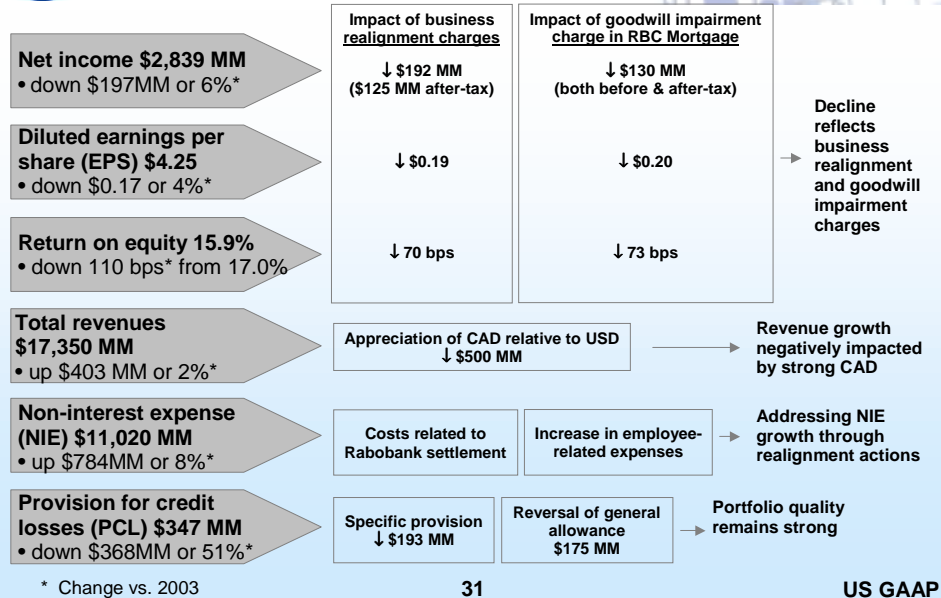 Impact of business
realignment charges
Impact of goodwill impairment
charge in RBC Mortgage
Net income $2,839 MM
• down $197MM or 6%*
↓ $192 MM
($125 MM after-tax)
↓ $130 MM
(both before & after-tax)
Diluted earnings per
share (EPS) $4.25
• down $0.17 or 4%*
↓ $0.19
↓ $0.20
Decline
reflects
business
realignment
and goodwill
impairment
charges
Return on equity 15.9%
• down 110 bps* from 17.0%
↓ 70 bps
↓ 73 bps
Total revenues
$17,350 MM
• up $403 MM or 2%*
Appreciation of CAD relative to USD
↓ $500 MM
Revenue growth
negatively impacted
by strong CAD
Non-interest expense
(NIE) $11,020 MM
• up $784MM or 8%*
Costs related to
Rabobank settlement
Increase in employee-
related expenses
Addressing NIE
growth through
realignment actions
Provision for credit
losses (PCL) $347 MM
• down $368MM or 51%*
Specific provision
↓ $193 MM
Reversal of general
allowance
$175 MM
Portfolio quality
remains strong
* Change vs. 2003
31
US GAAP